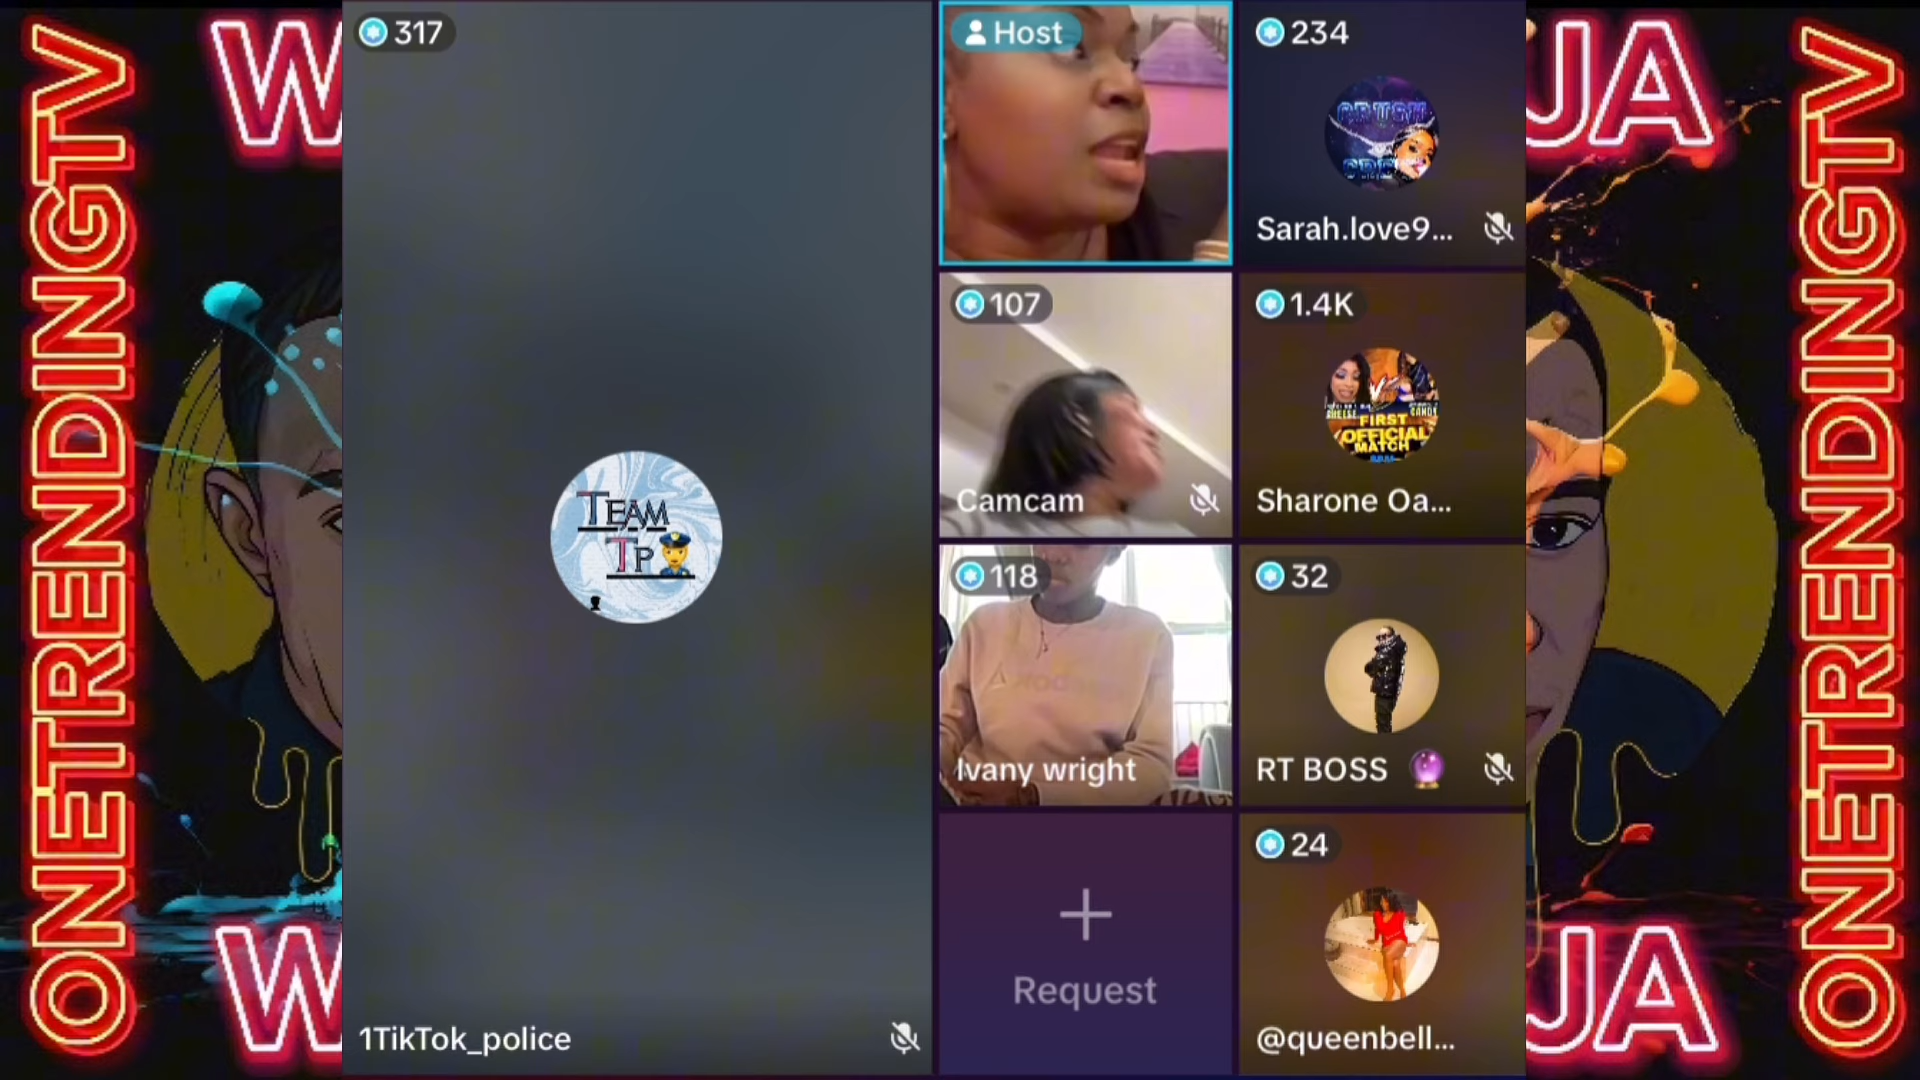 ONETRENDINGTV
W
317
TEAM
TP
1TikTok_police
Host
234
CRUSH
Sarah.love9...
107
Camcam
1.4K
FIRST
OFFICIAL
MATCH
Sharone Oa...
118
Ivany wright
32
RT BOSS
Request
24
@queenbell...
W
JA
JA
ONETRENDINGTV